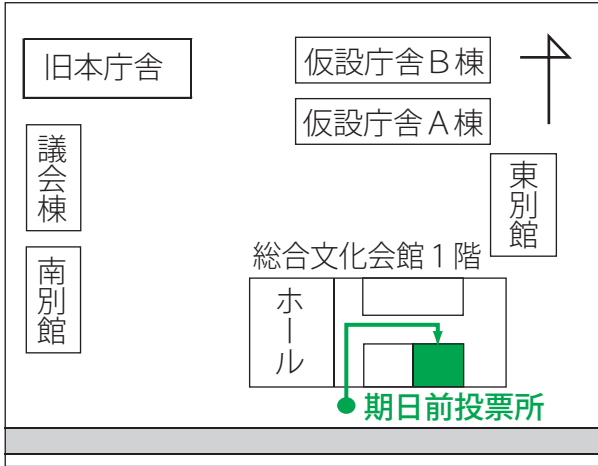 旧本庁舎
仮設庁舎B棟
仮設庁舎A棟
議会棟
東別館
南別館
総合文化会館1階
ホール
期日前投票所